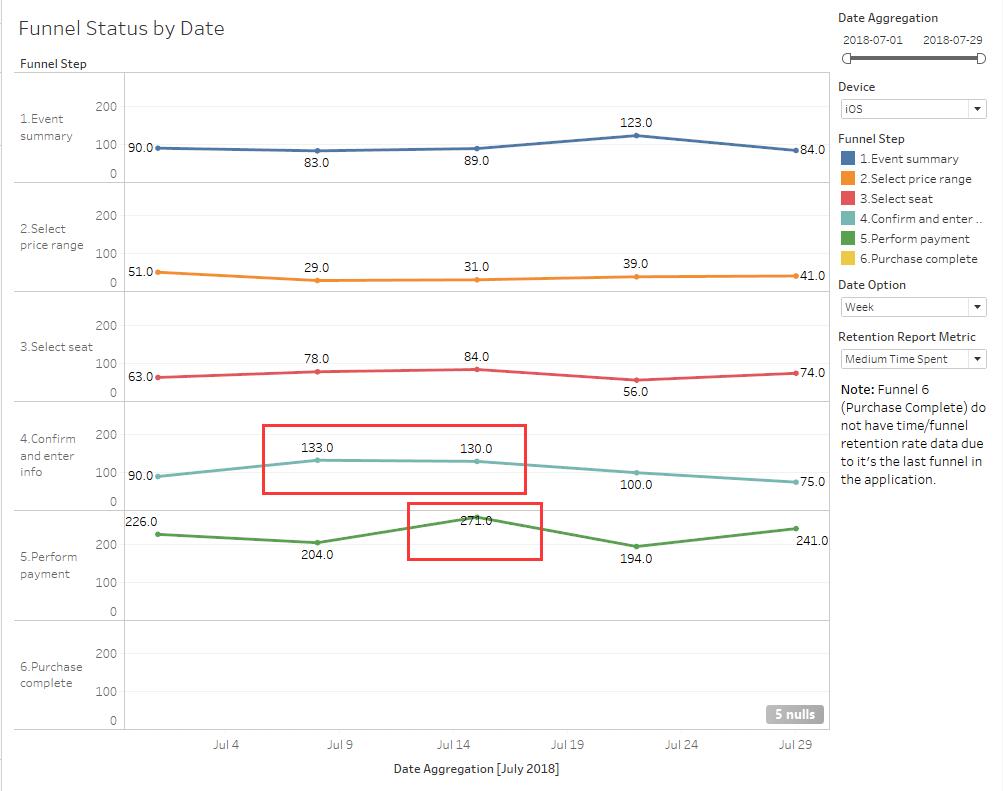 Funnel Status by Date
Funnel Step
1.Event
summary
200
100
0
90.0
83.0
89.0
123.0
84.0
2.Select
price range
200
100
0
51.0
29.0
31.0
39.0
41.0
3.Select seat
200
100
0
63.0
78.0
84.0
56.0
74.0
4.Confirm
and enter
info
200
100
0
90.0
133.0
130.0
100.0
75.0
5.Perform
payment
200
100
0
226.0
204.0
271.0
194.0
241.0
6.Purchase
complete
200
100
0
5 nulls
Jul 4
Jul 9
Jul 14
Jul 19
Jul 24
Jul 29
Date Aggregation [July 2018]
Date Aggregation
2018-07-01 2018-07-29
Device
iOS
Funnel Step
1.Event summary
2.Select price range
3.Select seat
4.Confirm and enter ..
5.Perform payment
6.Purchase complete
Date Option
Week
Retention Report Metric
Medium Time Spent
Note: Funnel 6
(Purchase Complete) do
not have time/funnel
retention rate data due
to it's the last funnel in
the application.